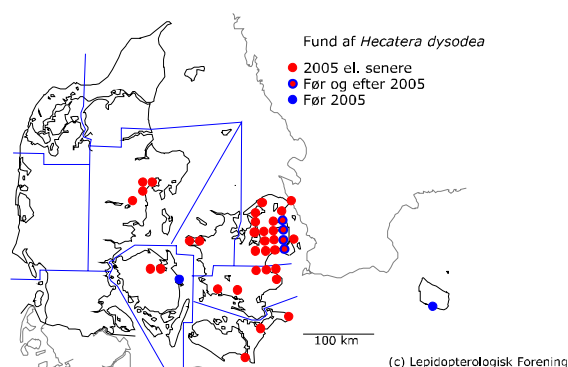 Fund af Hecatera dysodea
2005 el. senere
Før og efter 2005
Før 2005
100 km
(c) Lepidopterologisk Forening